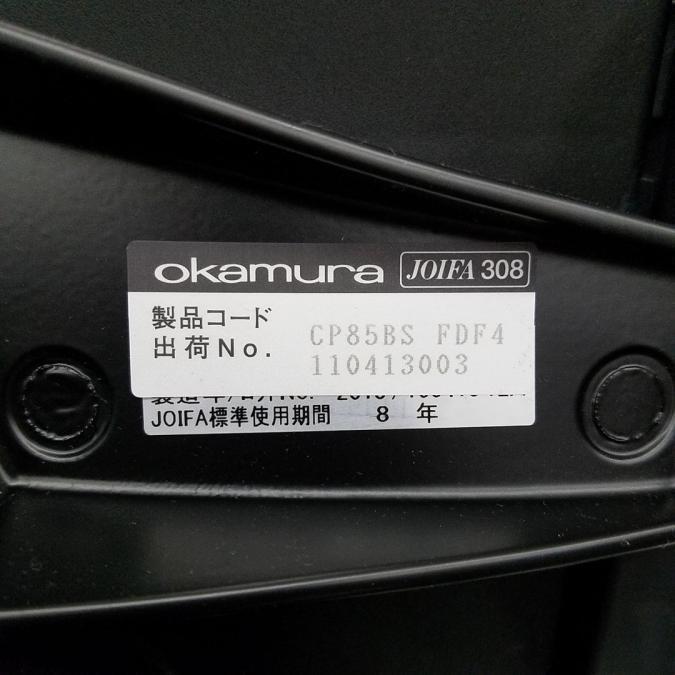 okamura JOIFA 308
製品コード CP85BS FDF4
出荷No. 110413003
JOIFA標準使用期間 8 年